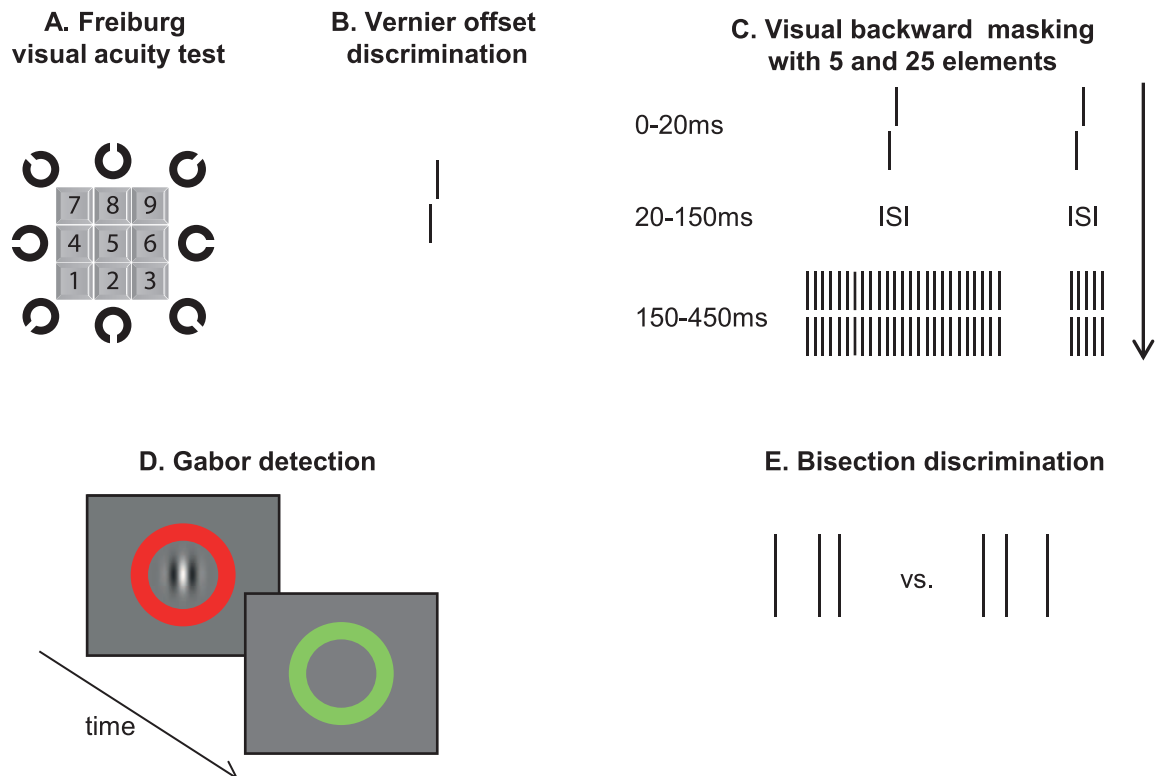 A. Freiburg
visual acuity test
7 8 9
4 5 6
1 2 3
B. Vernier offset
discrimination
C. Visual backward masking
with 5 and 25 elements
0-20ms
20-150ms ISI ISI
150-450ms
D. Gabor detection
time
E. Bisection discrimination
vs.